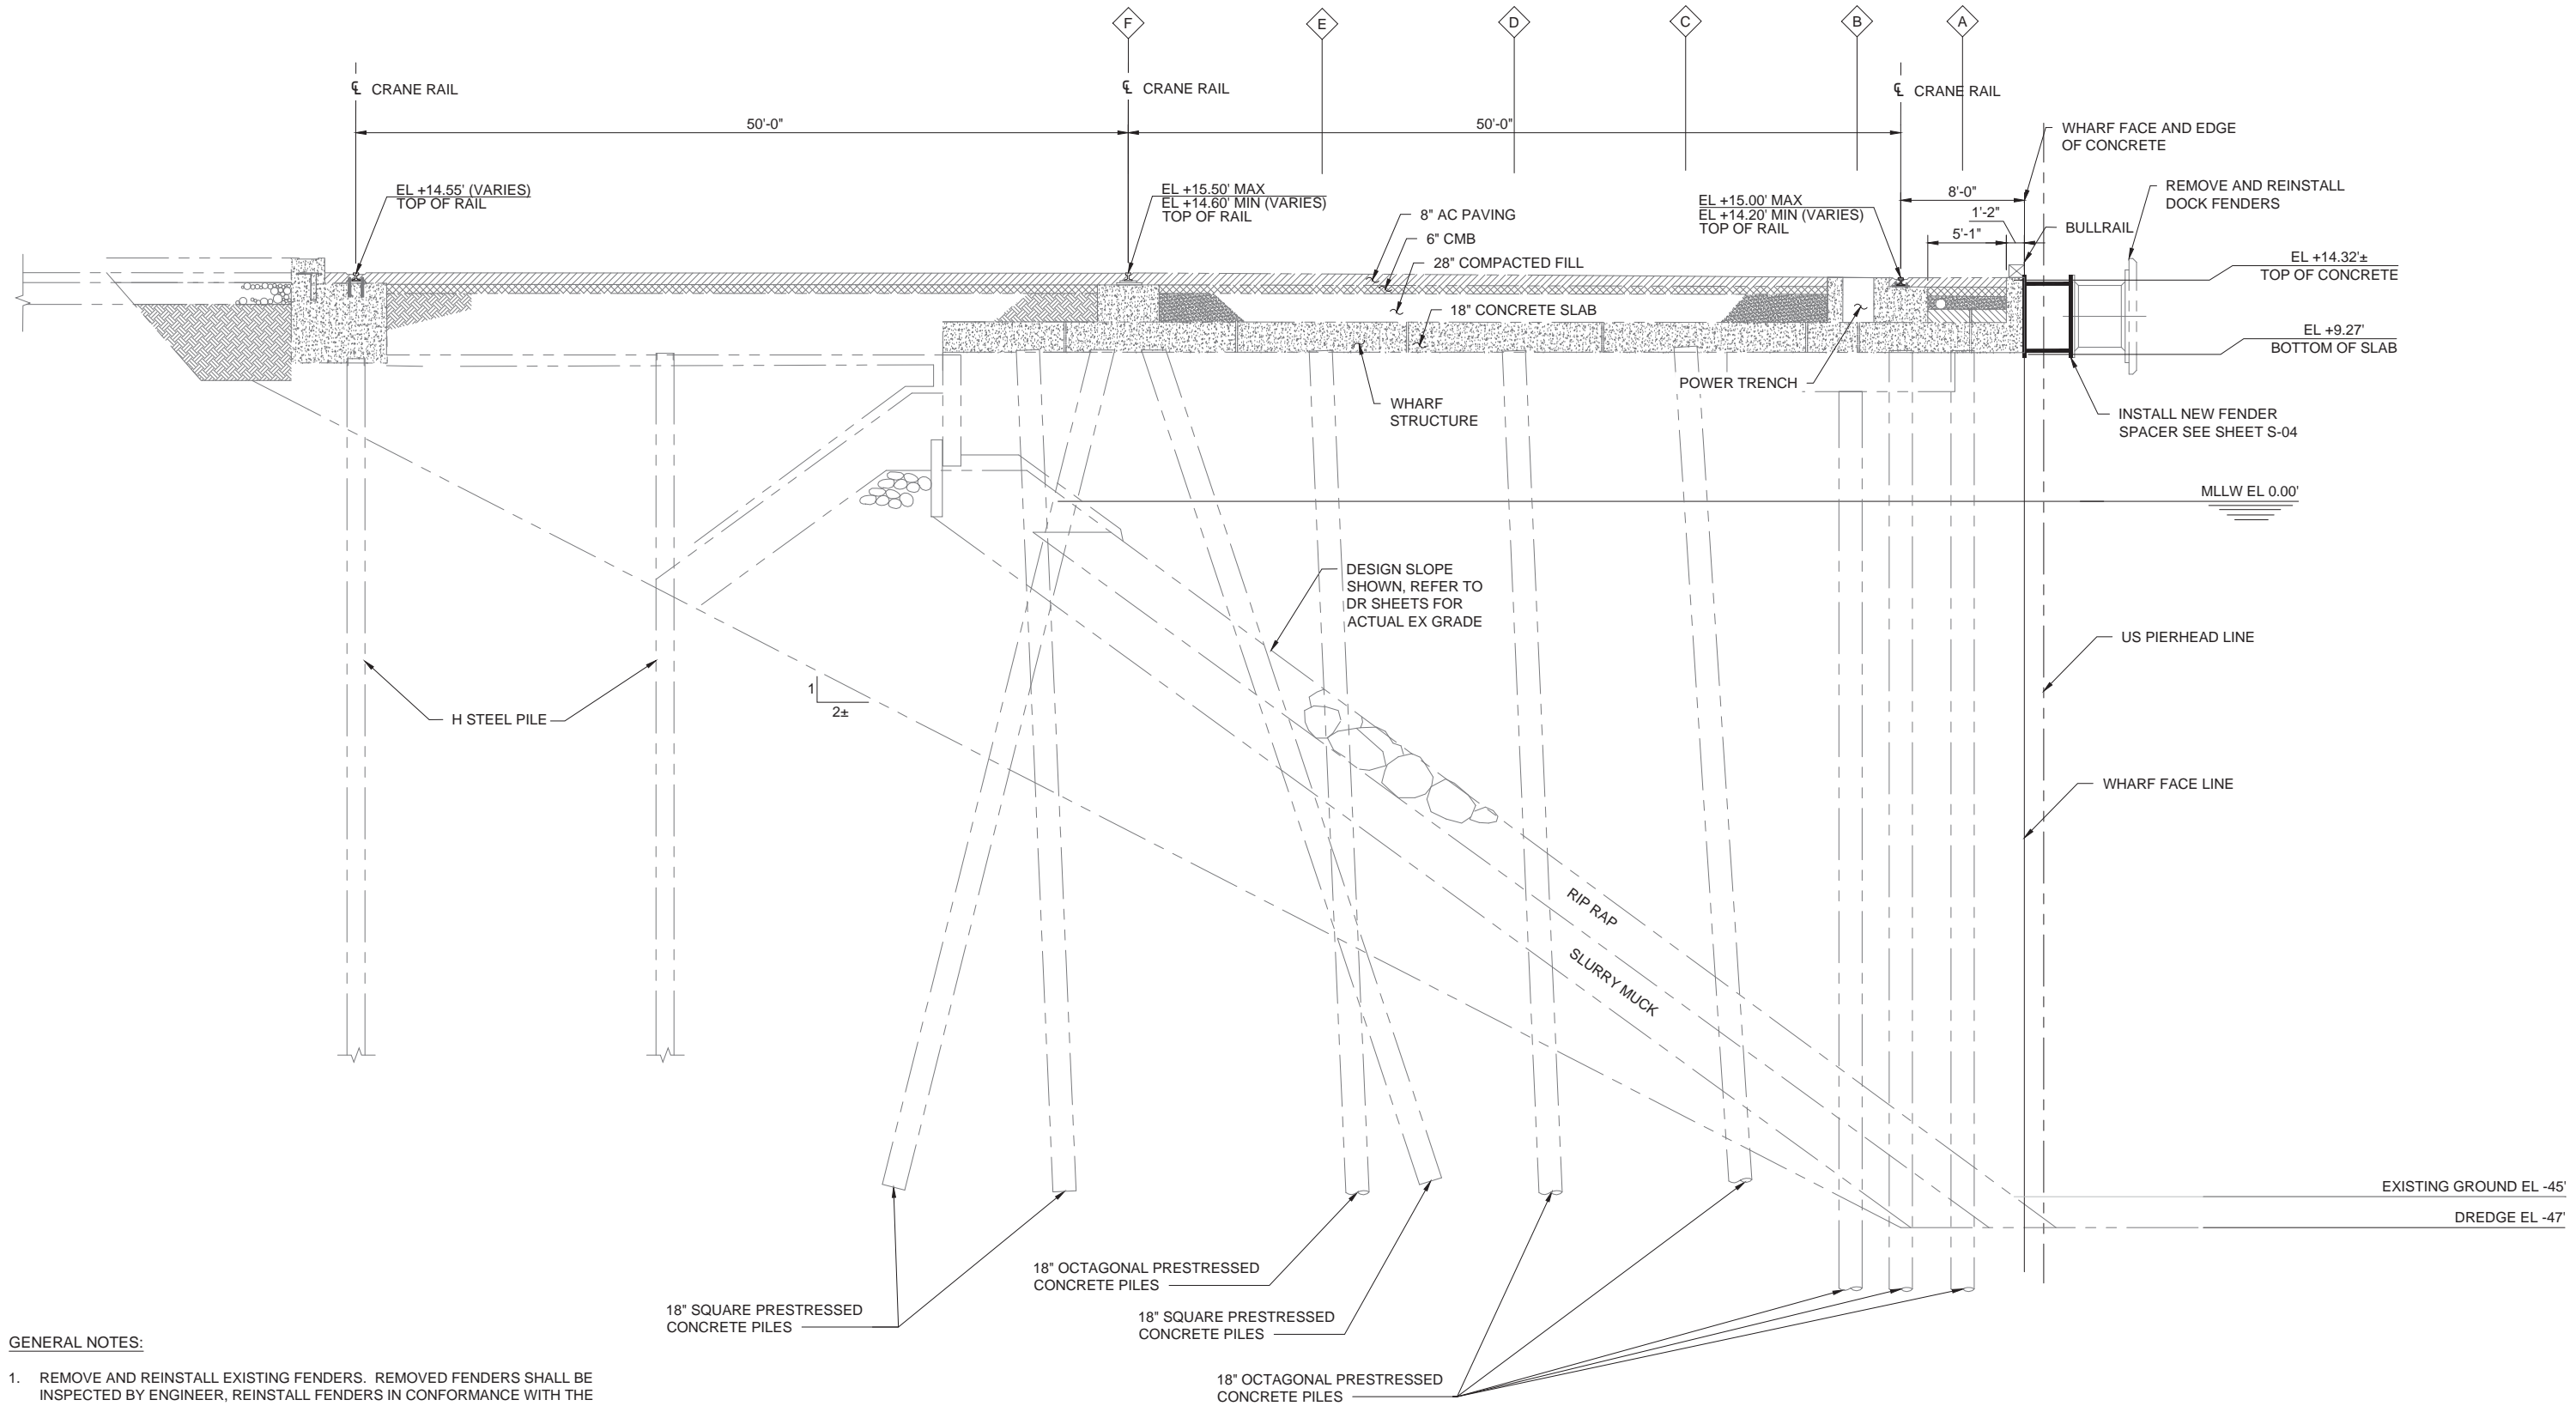 F
E
D
C
B
A
℄ CRANE RAIL
℄ CRANE RAIL
℄ CRANE RAIL
50'-0"
50'-0"
WHARF FACE AND EDGE
OF CONCRETE
EL +14.55' (VARIES)
TOP OF RAIL
EL +15.50' MAX
EL +14.60' MIN (VARIES)
TOP OF RAIL
8" AC PAVING
6" CMB
28" COMPACTED FILL
18" CONCRETE SLAB
EL +15.00' MAX
EL +14.20' MIN (VARIES)
TOP OF RAIL
8'-0"
1'-2"
5'-1"
REMOVE AND REINSTALL
DOCK FENDERS
BULLRAIL
EL +14.32'±
TOP OF CONCRETE
EL +9.27'
BOTTOM OF SLAB
POWER TRENCH
WHARF
STRUCTURE
INSTALL NEW FENDER
SPACER SEE SHEET S-04
MLLW EL 0.00'
DESIGN SLOPE
SHOWN, REFER TO
DR SHEETS FOR
ACTUAL EX GRADE
US PIERHEAD LINE
1
2±
H STEEL PILE
WHARF FACE LINE
RIP RAP
SLURRY MUCK
EXISTING GROUND EL -45'
DREDGE EL -47'
18" OCTAGONAL PRESTRESSED
CONCRETE PILES
18" SQUARE PRESTRESSED
CONCRETE PILES
18" SQUARE PRESTRESSED
CONCRETE PILES
18" OCTAGONAL PRESTRESSED
CONCRETE PILES
GENERAL NOTES:
1. REMOVE AND REINSTALL EXISTING FENDERS. REMOVED FENDERS SHALL BE
INSPECTED BY ENGINEER, REINSTALL FENDERS IN CONFORMANCE WITH THE